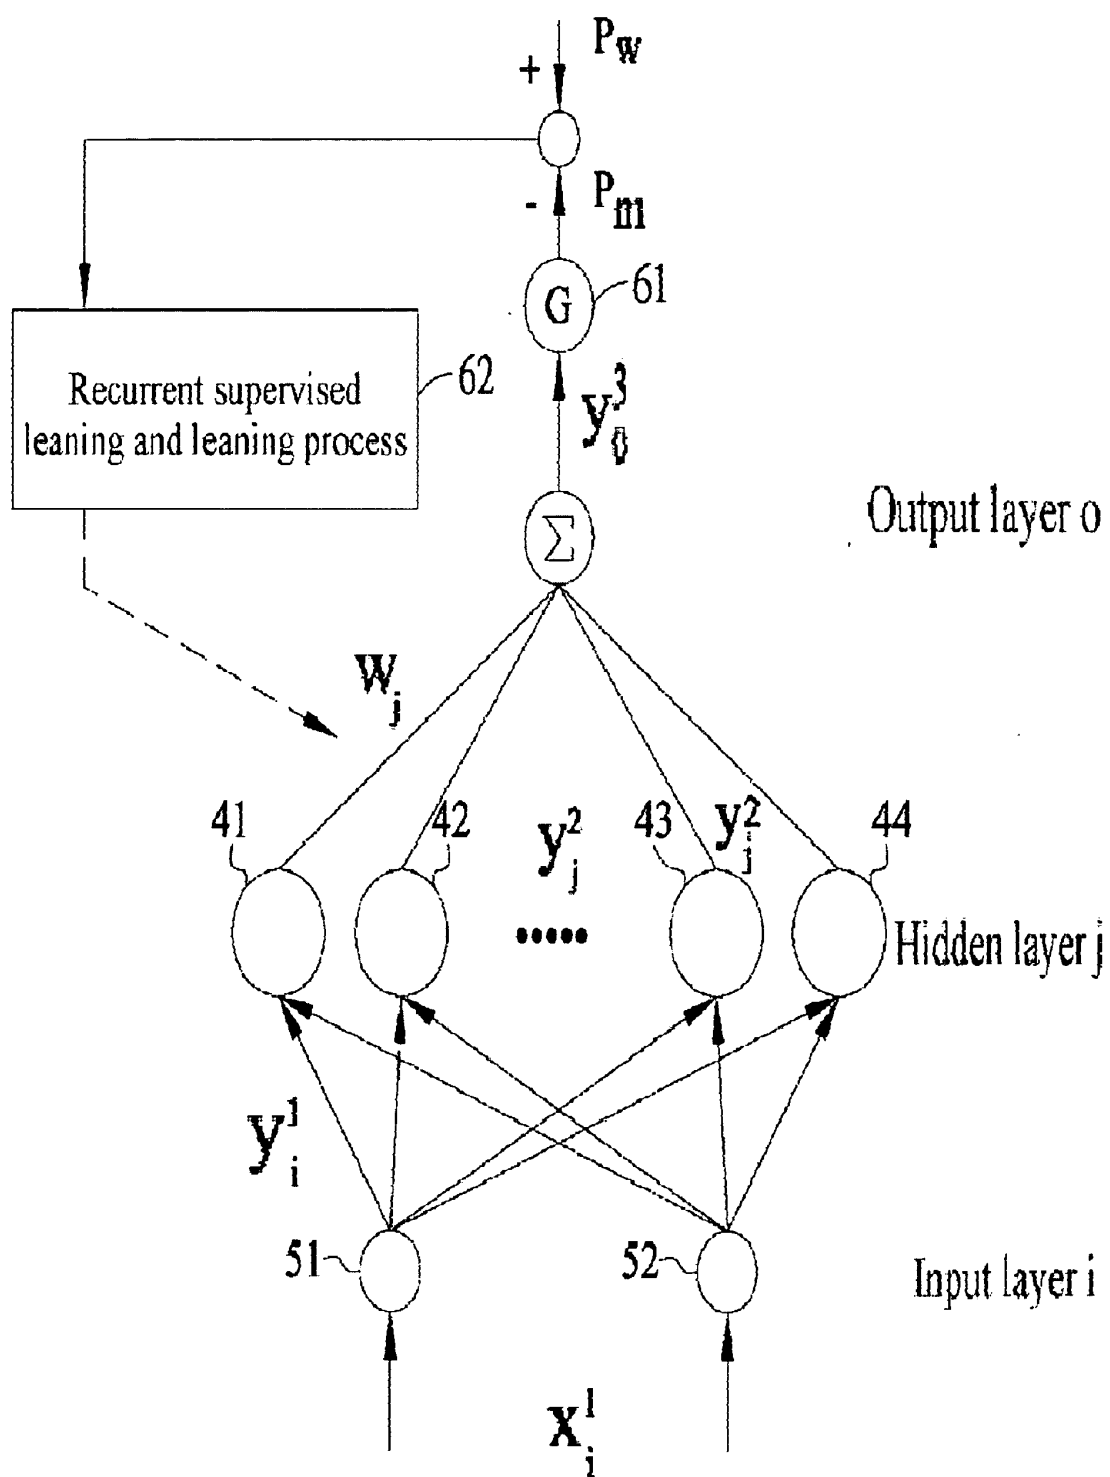 P_w
+
- P_m
G 61
62
Recurrent supervised
leaning and leaning process
y_0^3
Σ
Output layer o
w_j
41 42 43 44
y_j^2 y_j^2
.....
Hidden layer j
y_i^1
51 52
Input layer i
x_i^1